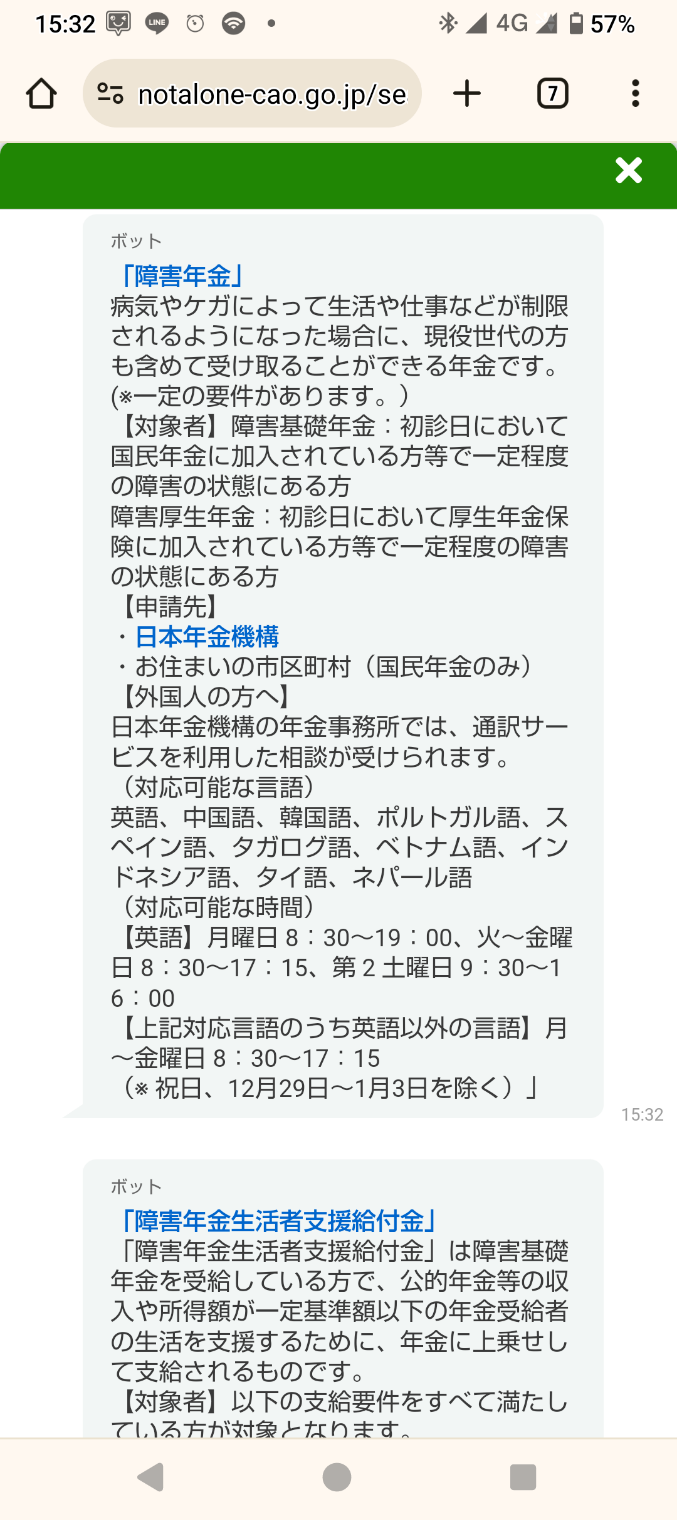 15:32 LINE 4G 57%
notalone-cao.go.jp/se
7
ボット
「障害年金」
病気やケガによって生活や仕事などが制限
されるようになった場合に、現役世代の方
も含めて受け取ることができる年金です。
(※一定の要件があります。）
【対象者】障害基礎年金：初診日において
国民年金に加入されている方等で一定程度
の障害の状態にある方
障害厚生年金：初診日において厚生年金保
険に加入されている方等で一定程度の障害
の状態にある方
【申請先】
・日本年金機構
・お住まいの市区町村（国民年金のみ）
【外国人の方へ】
日本年金機構の年金事務所では、通訳サー
ビスを利用した相談が受けられます。
（対応可能な言語）
英語、中国語、韓国語、ポルトガル語、ス
ペイン語、タガログ語、ベトナム語、イン
ドネシア語、タイ語、ネパール語
（対応可能な時間）
【英語】月曜日 8：30～19：00、火～金曜
日 8：30～17：15、第 2 土曜日 9：30～1
6：00
【上記対応言語のうち英語以外の言語】月
～金曜日 8：30～17：15
（※ 祝日、12月29日～1月3日を除く）」
15:32
ボット
「障害年金生活者支援給付金」
「障害年金生活者支援給付金」は障害基礎
年金を受給している方で、公的年金等の収
入や所得額が一定基準額以下の年金受給者
の生活を支援するために、年金に上乗せし
て支給されるものです。
【対象者】以下の支給要件をすべて満たし
ている方が対象となります。